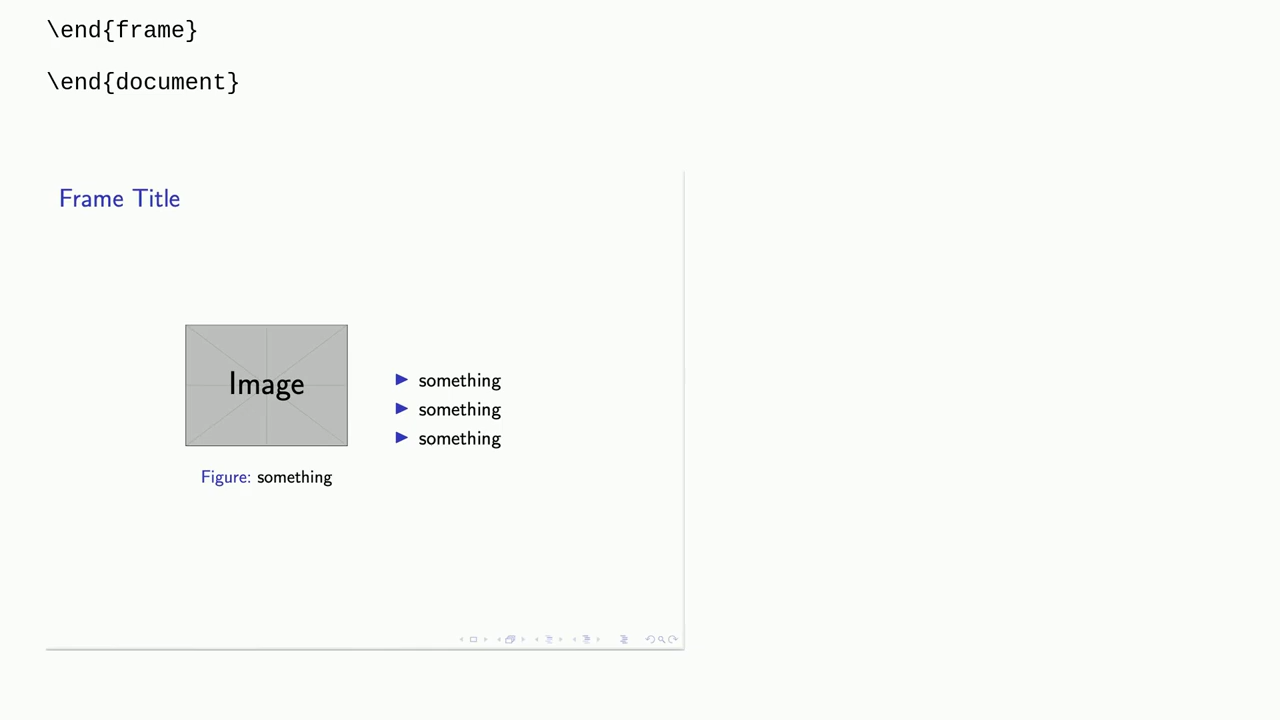 \end{frame}
\end{document}
Frame Title
Image
something
something
something
Figure: something